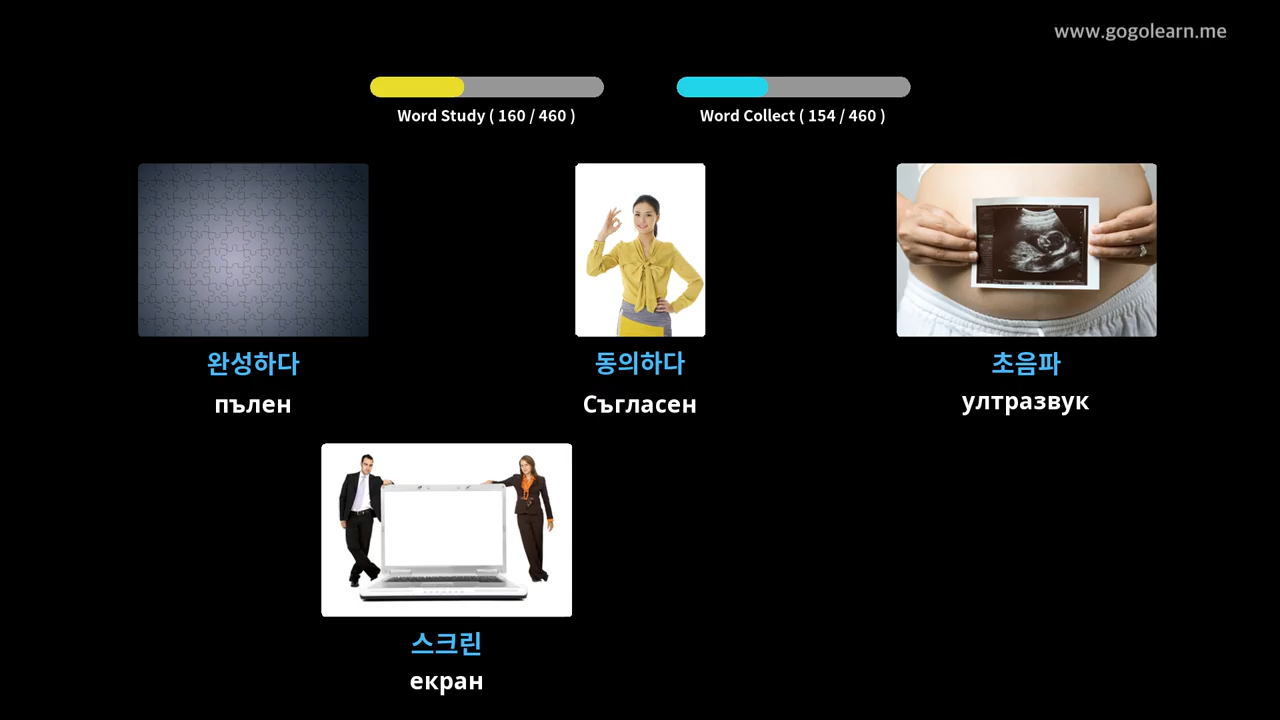 www.gogolearn.me
Word Study ( 160 / 460 )
Word Collect ( 154 / 460 )
완성하다
пълен
동의하다
Съгласен
초음파
ултразвук
스크린
екран